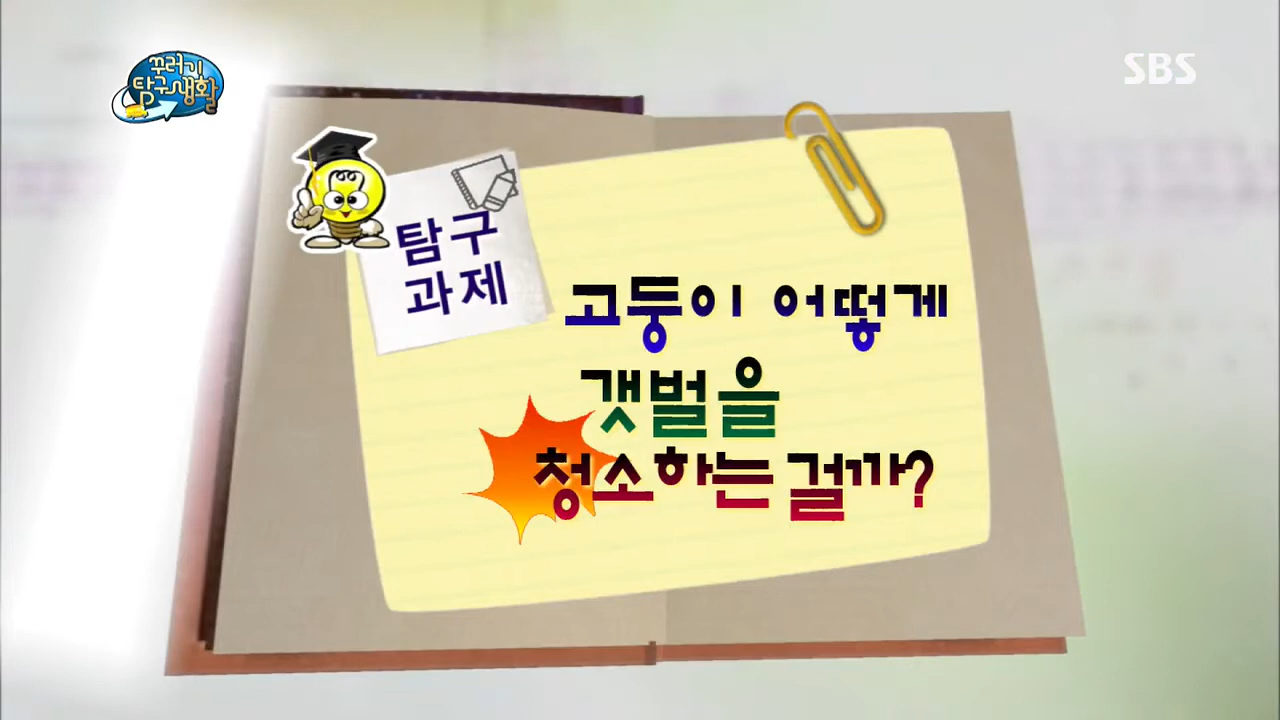 꾸러기
탐구생활
SBS
탐구
과제
고둥이 어떻게
갯벌을
청소하는걸까?